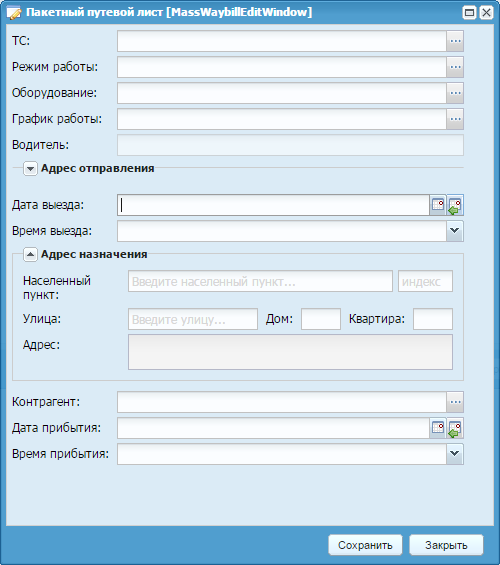 Пакетный путевой лист [MassWaybillEditWindow]
ТС:
Режим работы:
Оборудование:
График работы:
Водитель:
Адрес отправления
Дата выезда:
Время выезда:
Адрес назначения
Населенный
пункт:
Введите населенный пункт...
индекс
Улица:
Введите улицу...
Дом:
Квартира:
Адрес:
Контрагент:
Дата прибытия:
Время прибытия:
Сохранить
Закрыть